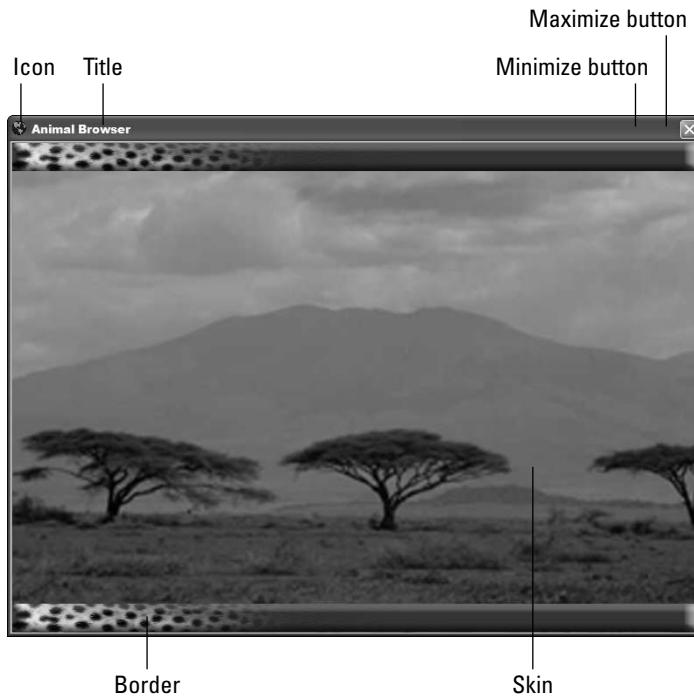 Maximize button
Icon Title Minimize button
Animal Browser
Border Skin